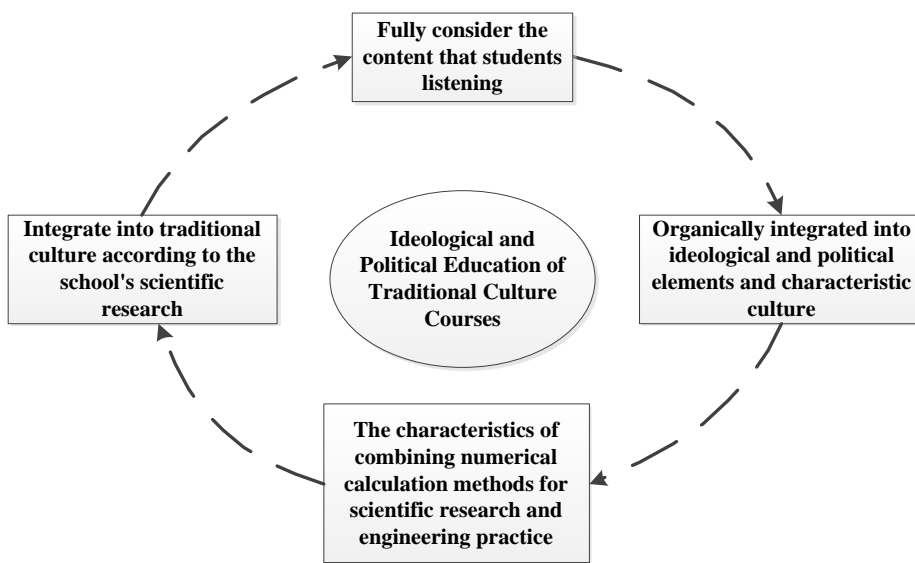 Fully consider the
content that students
listening
Integrate into traditional
culture according to the
school's scientific
research
Ideological and
Political Education of
Traditional Culture
Courses
Organically integrated into
ideological and political
elements and characteristic
culture
The characteristics of
combining numerical
calculation methods for
scientific research and
engineering practice